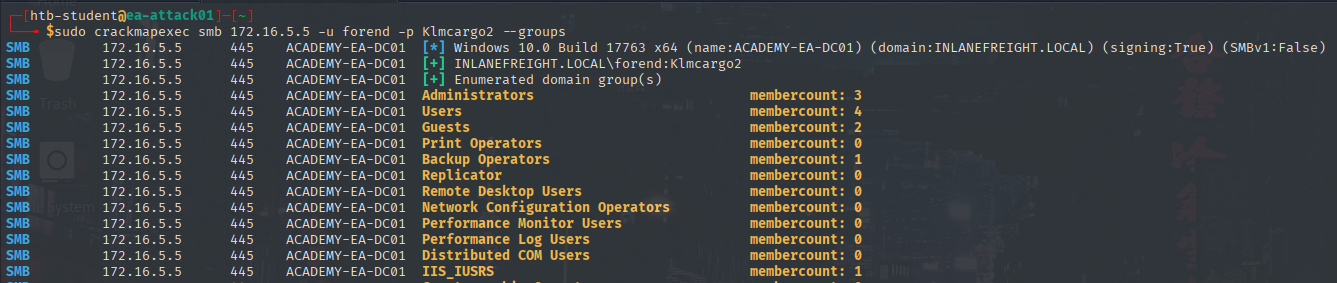 [htb-student@ea-attack01]-[~]
$sudo crackmapexec smb 172.16.5.5 -u forend -p Klmcargo2 --groups
SMB 172.16.5.5 445 ACADEMY-EA-DC01 [*] Windows 10.0 Build 17763 x64 (name:ACADEMY-EA-DC01) (domain:INLANEFREIGHT.LOCAL) (signing:True) (SMBv1:False)
SMB 172.16.5.5 445 ACADEMY-EA-DC01 [+] INLANEFREIGHT.LOCAL\forend:Klmcargo2
SMB 172.16.5.5 445 ACADEMY-EA-DC01 [+] Enumerated domain group(s)
SMB 172.16.5.5 445 ACADEMY-EA-DC01 Administrators membercount: 3
Trash
SMB 172.16.5.5 445 ACADEMY-EA-DC01 Users membercount: 4
SMB 172.16.5.5 445 ACADEMY-EA-DC01 Guests membercount: 2
SMB 172.16.5.5 445 ACADEMY-EA-DC01 Print Operators membercount: 0
SMB 172.16.5.5 445 ACADEMY-EA-DC01 Backup Operators membercount: 1
SMB 172.16.5.5 445 ACADEMY-EA-DC01 Replicator membercount: 0
SMB 172.16.5.5 445 ACADEMY-EA-DC01 Remote Desktop Users membercount: 0
SMB 172.16.5.5 445 ACADEMY-EA-DC01 Network Configuration Operators membercount: 0
System
SMB 172.16.5.5 445 ACADEMY-EA-DC01 Performance Monitor Users membercount: 0
SMB 172.16.5.5 445 ACADEMY-EA-DC01 Performance Log Users membercount: 0
SMB 172.16.5.5 445 ACADEMY-EA-DC01 Distributed COM Users membercount: 0
SMB 172.16.5.5 445 ACADEMY-EA-DC01 IIS_IUSRS membercount: 1